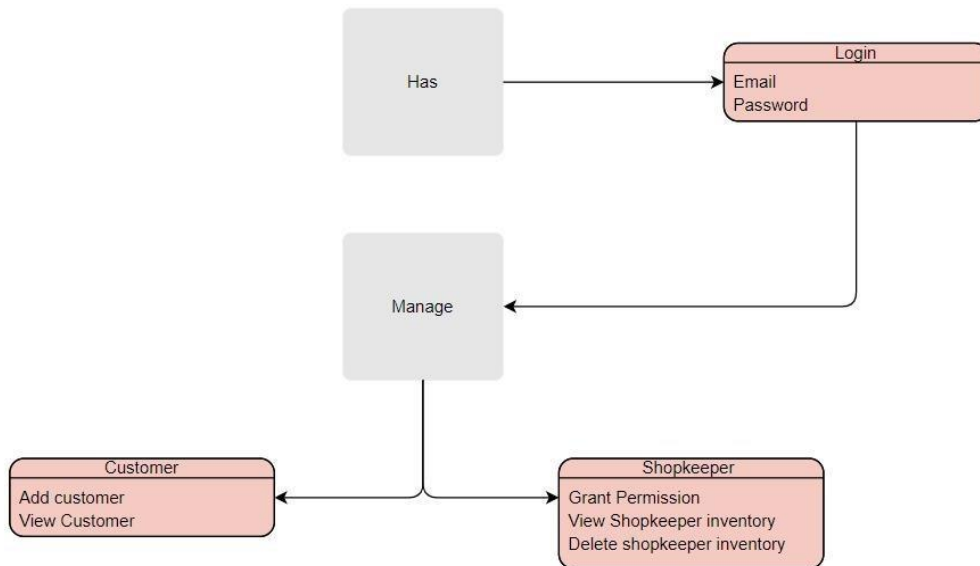 Has
Login
Email
Password
Manage
Customer
Add customer
View Customer
Shopkeeper
Grant Permission
View Shopkeeper inventory
Delete shopkeeper inventory